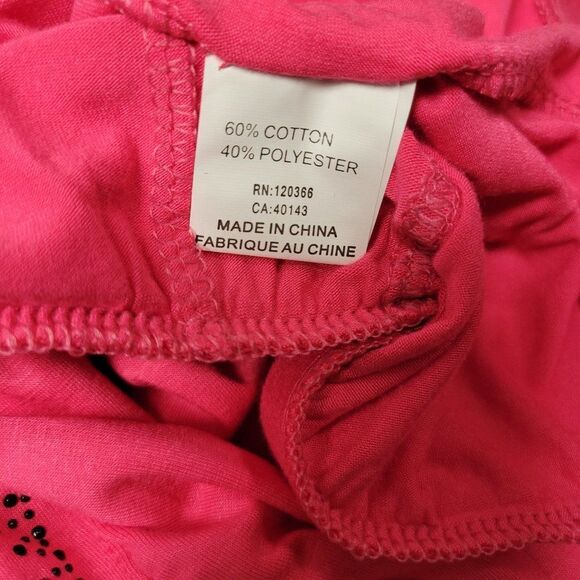 60% COTTON
40% POLYESTER
RN:120366
CA:40143
MADE IN CHINA
FABRIQUE AU CHINE